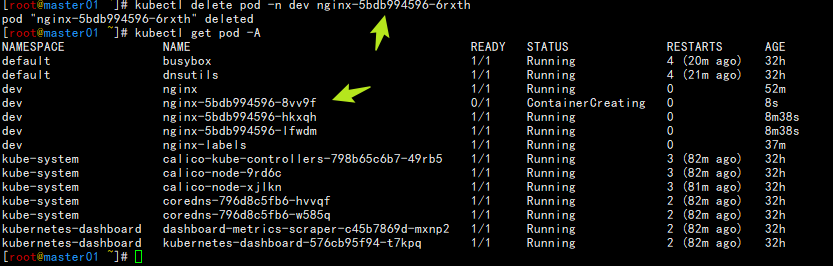 [root@master01 ~]# kubectl delete pod -n dev nginx-5bdb994596-6rxth
pod "nginx-5bdb994596-6rxth" deleted
[root@master01 ~]# kubectl get pod -A
NAMESPACE NAME READY STATUS RESTARTS AGE
default busybox 1/1 Running 4 (20m ago) 32h
default dnsutils 1/1 Running 4 (21m ago) 32h
dev nginx 1/1 Running 0 52m
dev nginx-5bdb994596-8vv9f 0/1 ContainerCreating 0 8s
dev nginx-5bdb994596-hkxqh 1/1 Running 0 8m38s
dev nginx-5bdb994596-lfwdm 1/1 Running 0 8m38s
dev nginx-labels 1/1 Running 0 37m
kube-system calico-kube-controllers-798b65c6b7-49rb5 1/1 Running 3 (82m ago) 32h
kube-system calico-node-9rd6c 1/1 Running 3 (82m ago) 32h
kube-system calico-node-xjlkn 1/1 Running 3 (81m ago) 32h
kube-system coredns-796d8c5fb6-hvvqf 1/1 Running 2 (82m ago) 32h
kube-system coredns-796d8c5fb6-w585q 1/1 Running 2 (82m ago) 32h
kubernetes-dashboard dashboard-metrics-scraper-c45b7869d-mxnp2 1/1 Running 2 (82m ago) 32h
kubernetes-dashboard kubernetes-dashboard-576cb95f94-t7kpq 1/1 Running 2 (82m ago) 32h
[root@master01 ~]#